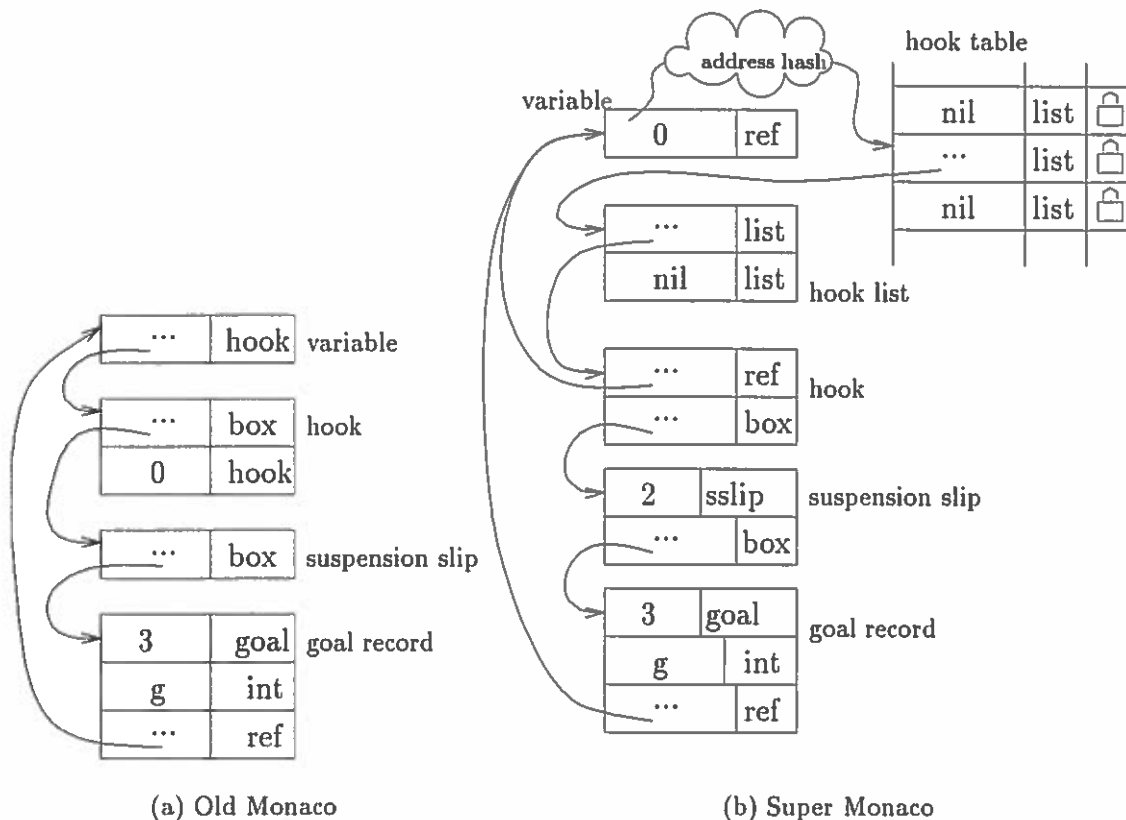 hook table
address hash
variable
nil list
0 ref
... list
nil list
... list
nil list
hook list
... ref
hook
... box
2 sslip
suspension slip
... box
3 goal
goal record
g int
... ref
... hook variable
... box hook
0 hook
... box suspension slip
3 goal goal record
g int
... ref
(a) Old Monaco
(b) Super Monaco